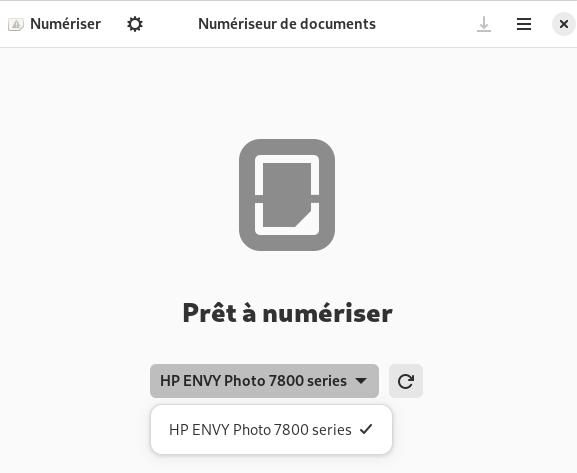 Numériser
Numériseur de documents
Prêt à numériser
HP ENVY Photo 7800 series
HP ENVY Photo 7800 series